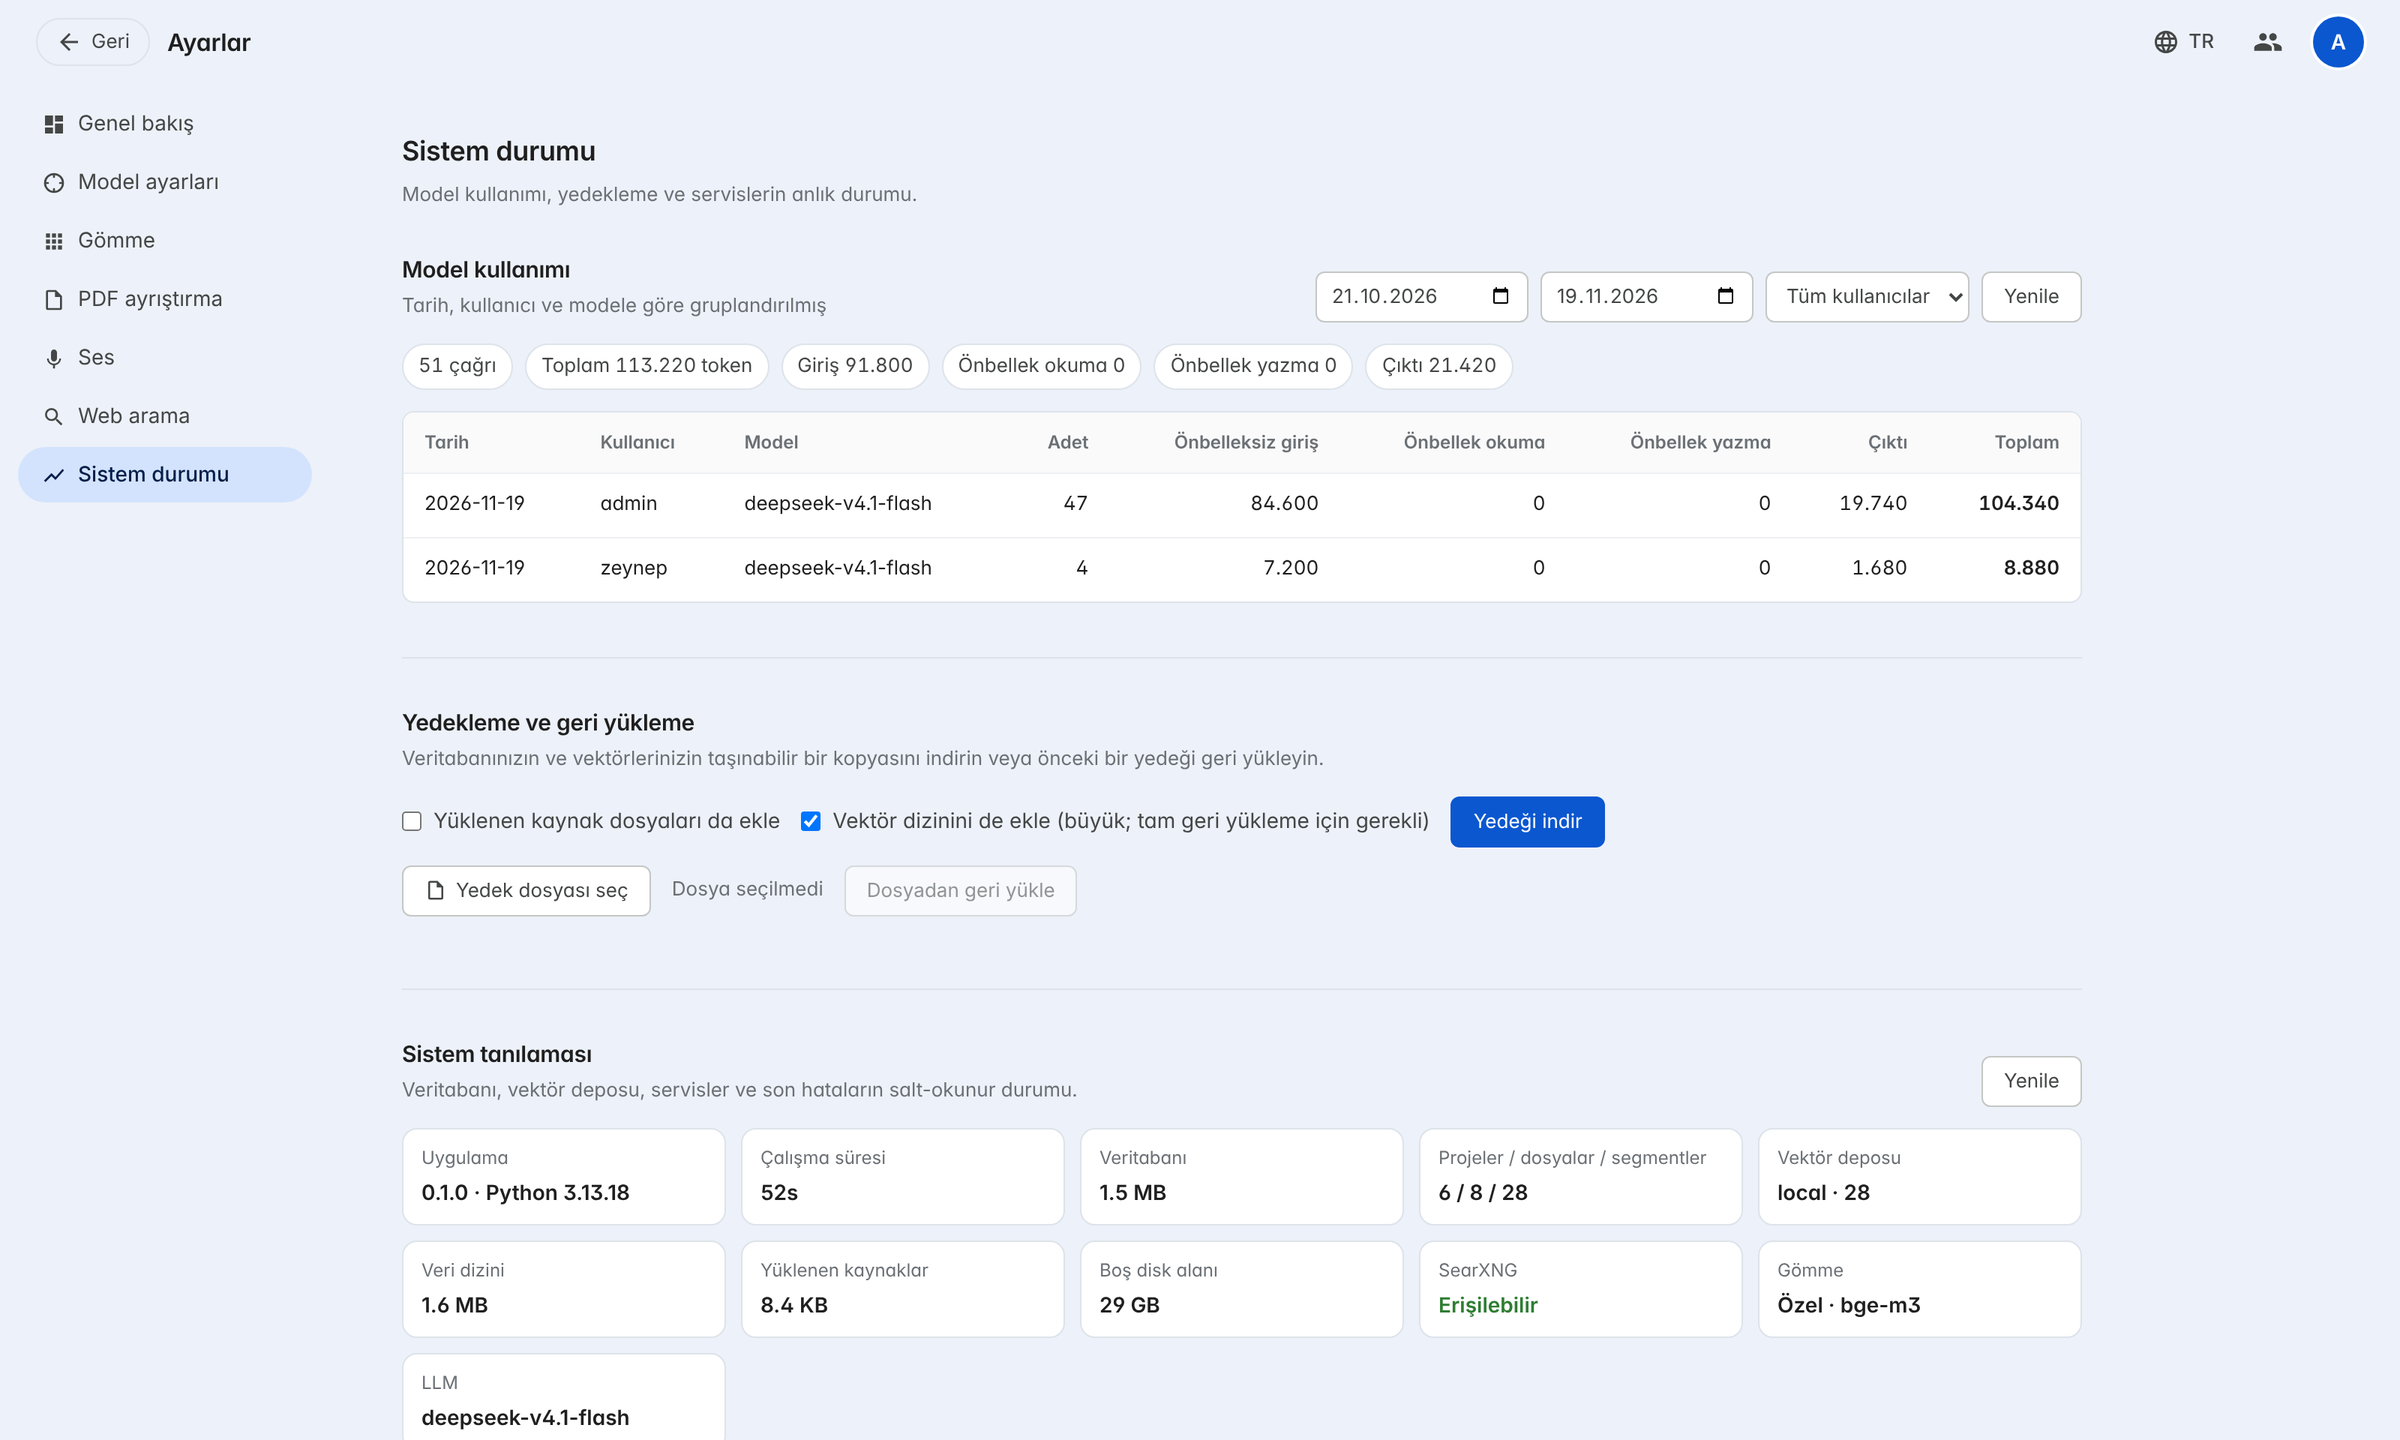 Geri
Ayarlar
TR
A
Genel bakış
Model ayarları
Gömme
PDF ayrıştırma
Ses
Web arama
Sistem durumu
Sistem durumu
Model kullanımı, yedekleme ve servislerin anlık durumu.
Model kullanımı
Tarih, kullanıcı ve modele göre gruplandırılmış
21.10.2026
19.11.2026
Tüm kullanıcılar
Yenile
51 çağrı
Toplam 113.220 token
Giriş 91.800
Önbellek okuma 0
Önbellek yazma 0
Çıktı 21.420
Tarih Kullanıcı Model Adet Önbelleksiz giriş Önbellek okuma Önbellek yazma Çıktı Toplam
2026-11-19 admin deepseek-v4.1-flash 47 84.600 0 0 19.740 104.340
2026-11-19 zeynep deepseek-v4.1-flash 4 7.200 0 0 1.680 8.880
Yedekleme ve geri yükleme
Veritabanınızın ve vektörlerinizin taşınabilir bir kopyasını indirin veya önceki bir yedeği geri yükleyin.
Yüklenen kaynak dosyaları da ekle
Vektör dizinini de ekle (büyük; tam geri yükleme için gerekli)
Yedeği indir
Yedek dosyası seç
Dosya seçilmedi
Dosyadan geri yükle
Sistem tanılaması
Veritabanı, vektör deposu, servisler ve son hataların salt-okunur durumu.
Yenile
Uygulama
0.1.0 · Python 3.13.18
Çalışma süresi
52s
Veritabanı
1.5 MB
Projeler / dosyalar / segmentler
6 / 8 / 28
Vektör deposu
local · 28
Veri dizini
1.6 MB
Yüklenen kaynaklar
8.4 KB
Boş disk alanı
29 GB
SearXNG
Erişilebilir
Gömme
Özel · bge-m3
LLM
deepseek-v4.1-flash